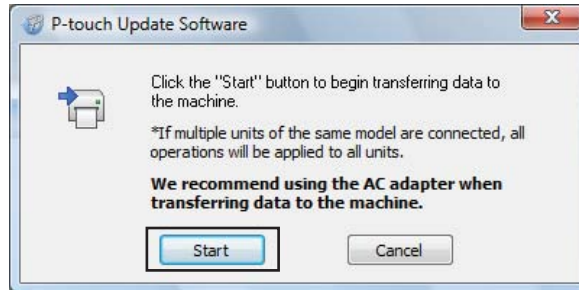 P-touch Update Software
Click the "Start" button to begin transferring data to
the machine.
*If multiple units of the same model are connected, all
operations will be applied to all units.
We recommend using the AC adapter when
transferring data to the machine.
Start
Cancel